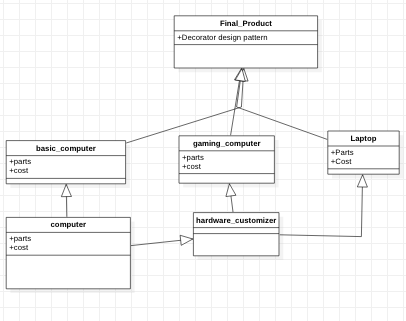 Final_Product
+Decorator design pattern
basic_computer
+parts
+cost
gaming_computer
+parts
+cost
Laptop
+Parts
+Cost
computer
+parts
+cost
hardware_customizer